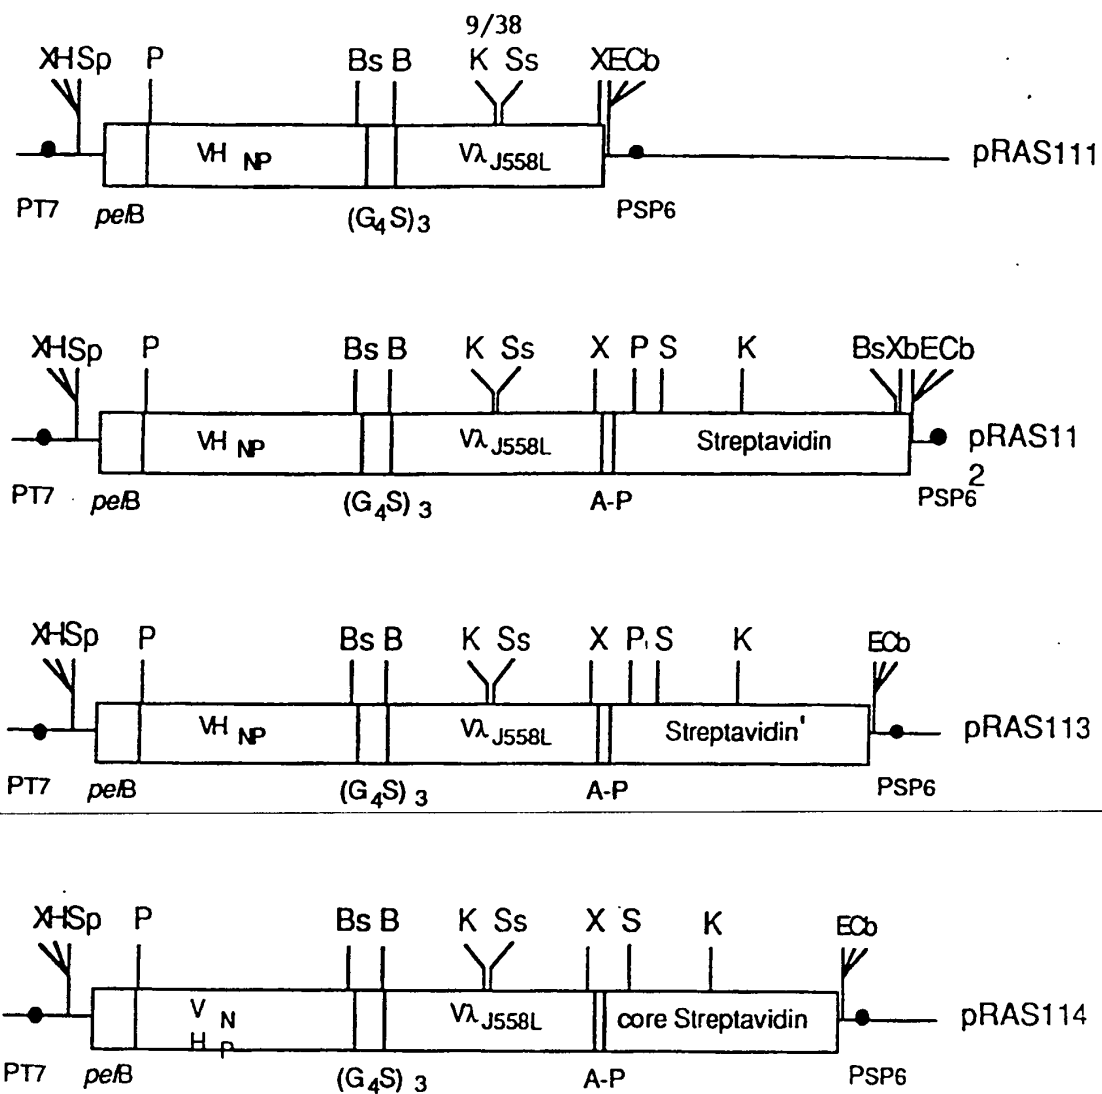 9/38
XHSp P Bs B K Ss XECb
VH NP Vλ J558L pRAS111
PT7 pelB (G4S)3 PSP6
XHSp P Bs B K Ss X P S K BsXbECb
VH NP Vλ J558L Streptavidin pRAS11
2
PT7 pelB (G4S)3 A-P PSP6
XHSp P Bs B K Ss X P S K ECb
VH NP Vλ J558L Streptavidin' pRAS113
PT7 pelB (G4S)3 A-P PSP6
XHSp P Bs B K Ss X S K ECb
V N Vλ J558L core Streptavidin pRAS114
H P
PT7 pelB (G4S)3 A-P PSP6